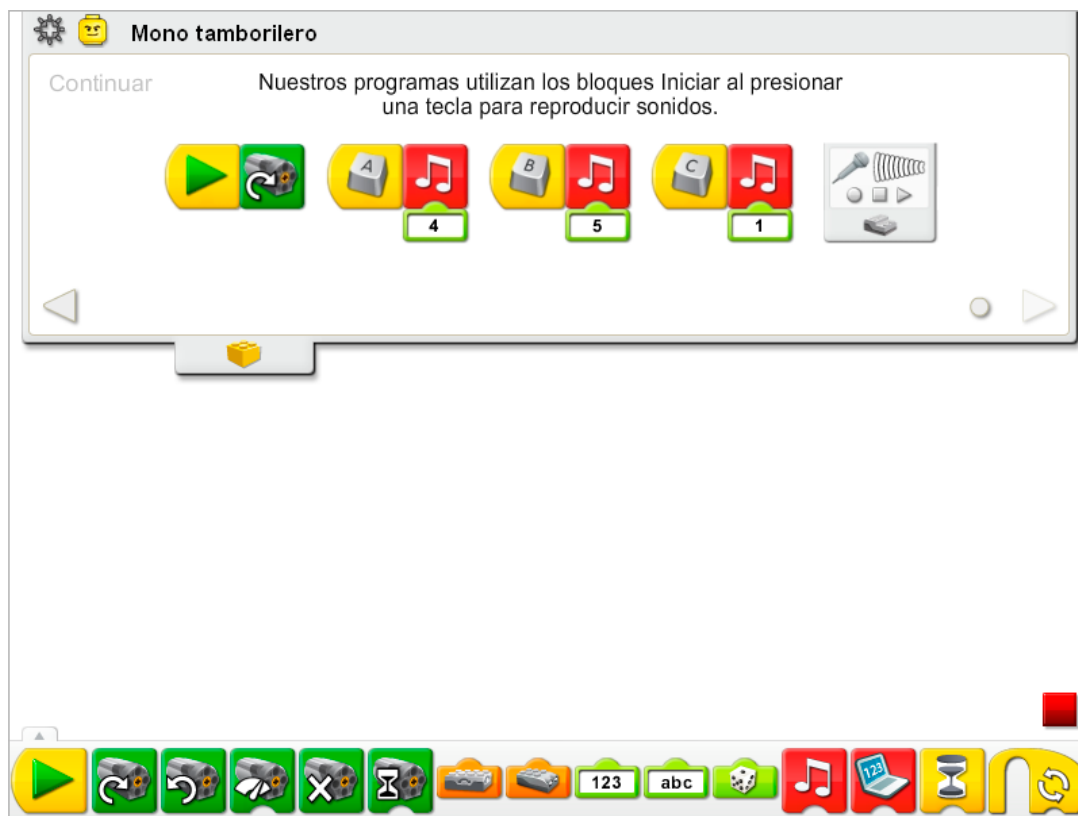 Mono tamborilero
Continuar
Nuestros programas utilizan los bloques Iniciar al presionar
una tecla para reproducir sonidos.
A B C
4 5 1
123 abc 123